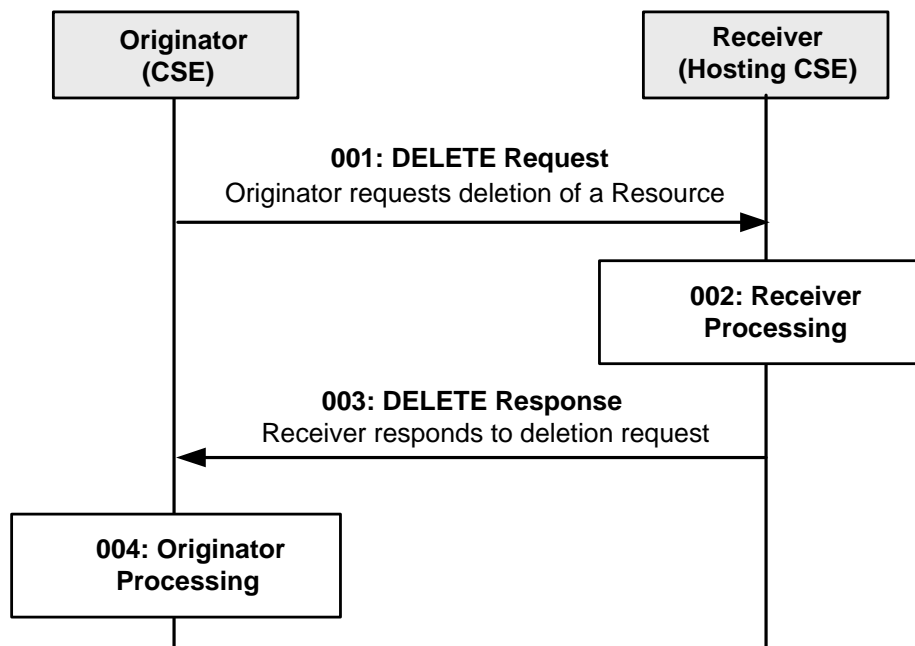 Originator
(CSE)
Receiver
(Hosting CSE)
001: DELETE Request
Originator requests deletion of a Resource
002: Receiver
Processing
003: DELETE Response
Receiver responds to deletion request
004: Originator
Processing